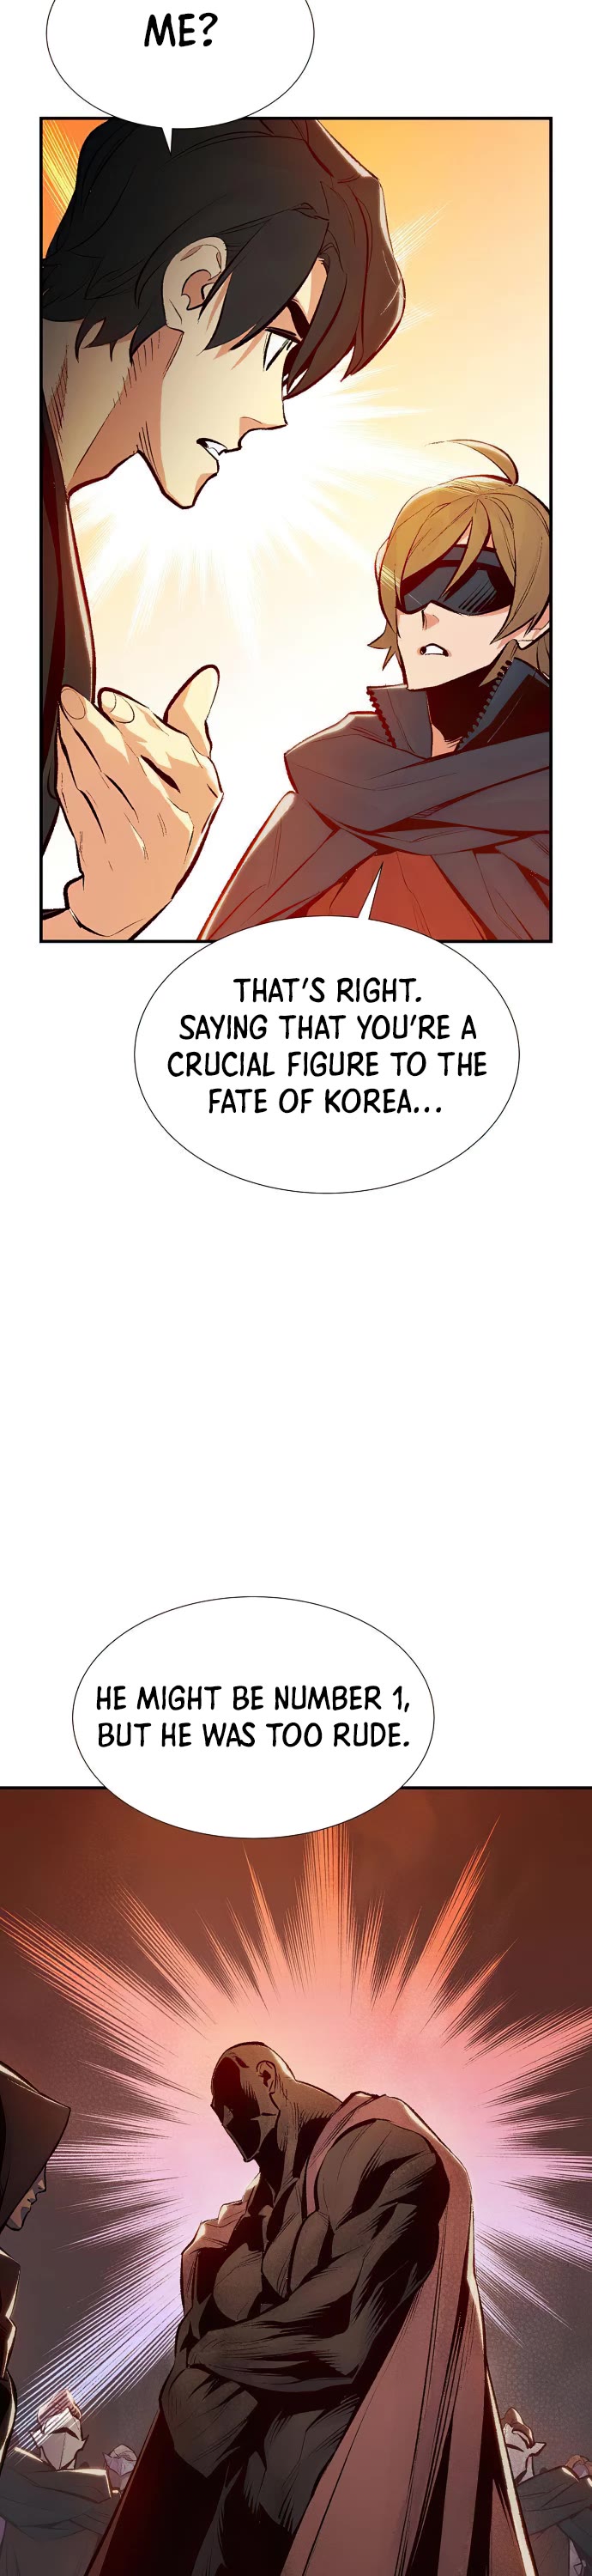 ME?
THAT'S RIGHT.
SAYING THAT YOU'RE A
CRUCIAL FIGURE TO THE
FATE OF KOREA...
HE MIGHT BE NUMBER 1,
BUT HE WAS TOO RUDE.